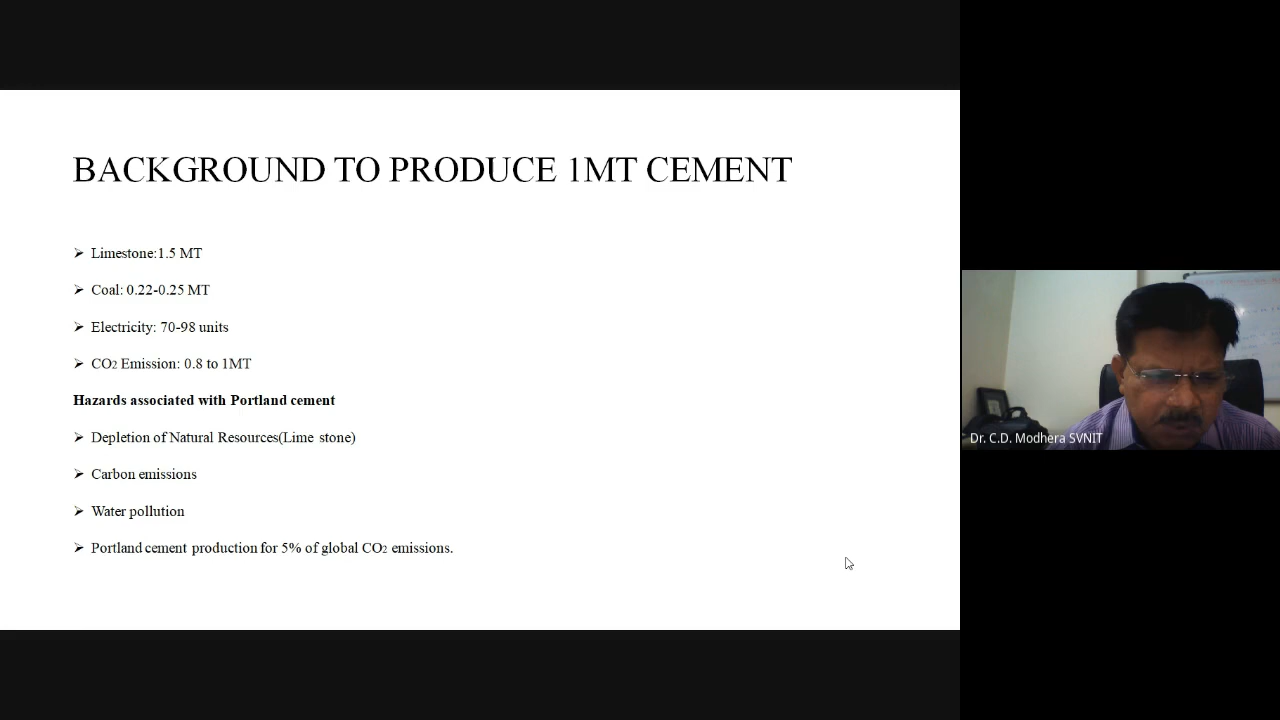 BACKGROUND TO PRODUCE 1MT CEMENT
➢ Limestone:1.5 MT
➢ Coal: 0.22-0.25 MT
➢ Electricity: 70-98 units
➢ CO2 Emission: 0.8 to 1MT
Hazards associated with Portland cement
➢ Depletion of Natural Resources(Lime stone)
➢ Carbon emissions
➢ Water pollution
➢ Portland cement production for 5% of global CO2 emissions.
Dr. C.D. Modhera SVNIT